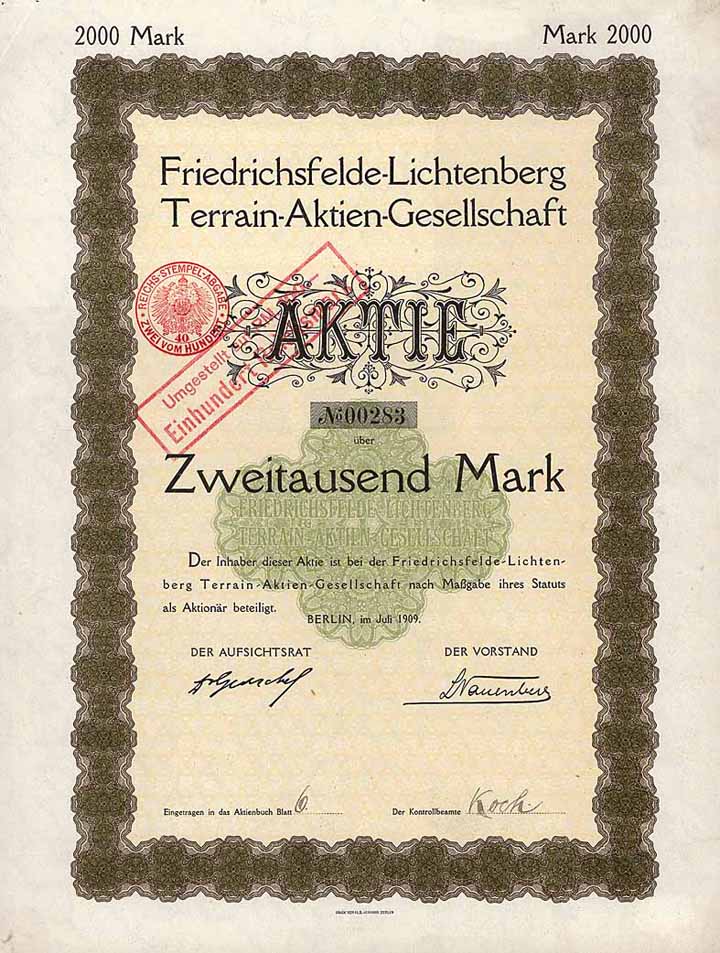 2000 Mark
Mark 2000
Friedrichsfelde-Lichtenberg
Terrain-Aktien-Gesellschaft
REICHS-STEMPEL-ABGABE
40
ZWEI VOM HUNDERT
AKTIE
Umgestellt
Einhundert
№ 00283
über
Zweitausend Mark
FRIEDRICHSFELDE-LICHTENBERG
TERRAIN-AKTIEN-GESELLSCHAFT
Der Inhaber dieser Aktie ist bei der Friedrichsfelde-Lichten-
berg Terrain-Aktien-Gesellschaft nach Maßgabe ihres Statuts
als Aktionär beteiligt.
BERLIN, im Juli 1909.
DER AUFSICHTSRAT
DER VORSTAND
Eingetragen in das Aktienbuch Blatt 6
Der Kontrollbeamte Koch